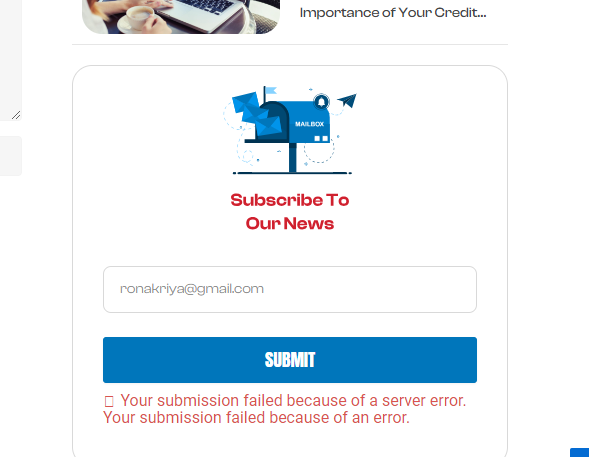 Importance of Your Credit...
MAILBOX
Subscribe To
Our News
ronakriya@gmail.com
SUBMIT
Your submission failed because of a server error.
Your submission failed because of an error.